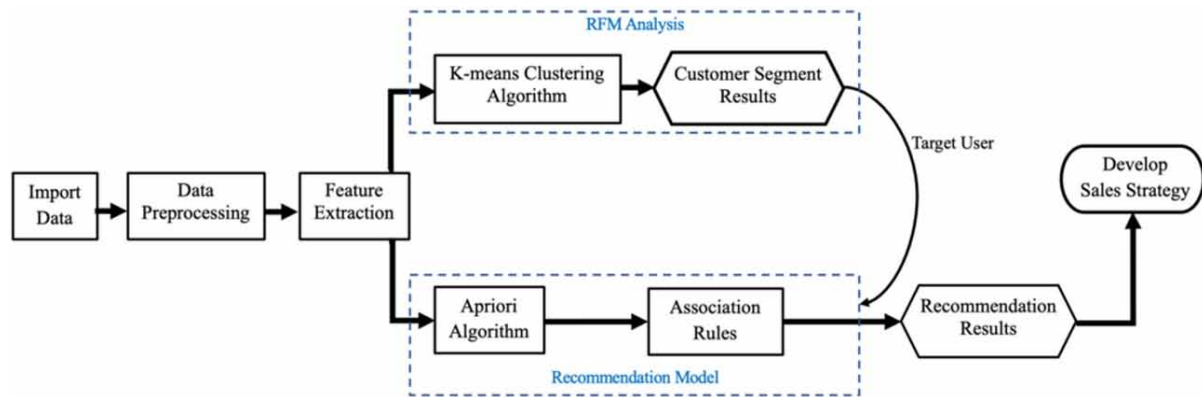 RFM Analysis
K-means Clustering
Algorithm
Customer Segment
Results
Target User
Import
Data
Data
Preprocessing
Feature
Extraction
Develop
Sales Strategy
Apriori
Algorithm
Association
Rules
Recommendation
Results
Recommendation Model